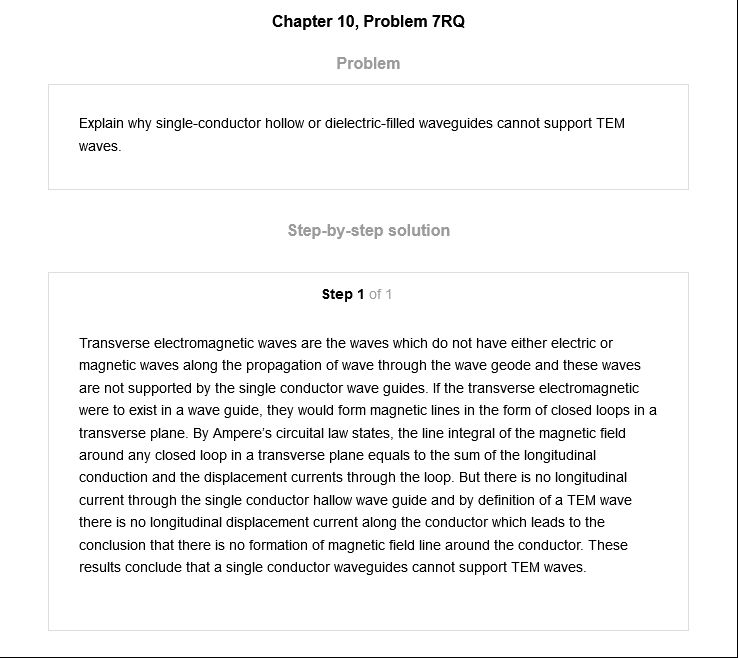 Chapter 10, Problem 7RQ
Problem
Explain why single-conductor hollow or dielectric-filled waveguides cannot support TEM
waves.
Step-by-step solution
Step 1 of 1
Transverse electromagnetic waves are the waves which do not have either electric or
magnetic waves along the propagation of wave through the wave geode and these waves
are not supported by the single conductor wave guides. If the transverse electromagnetic
were to exist in a wave guide, they would form magnetic lines in the form of closed loops in a
transverse plane. By Ampere's circuital law states, the line integral of the magnetic field
around any closed loop in a transverse plane equals to the sum of the longitudinal
conduction and the displacement currents through the loop. But there is no longitudinal
current through the single conductor hallow wave guide and by definition of a TEM wave
there is no longitudinal displacement current along the conductor which leads to the
conclusion that there is no formation of magnetic field line around the conductor. These
results conclude that a single conductor waveguides cannot support TEM waves.